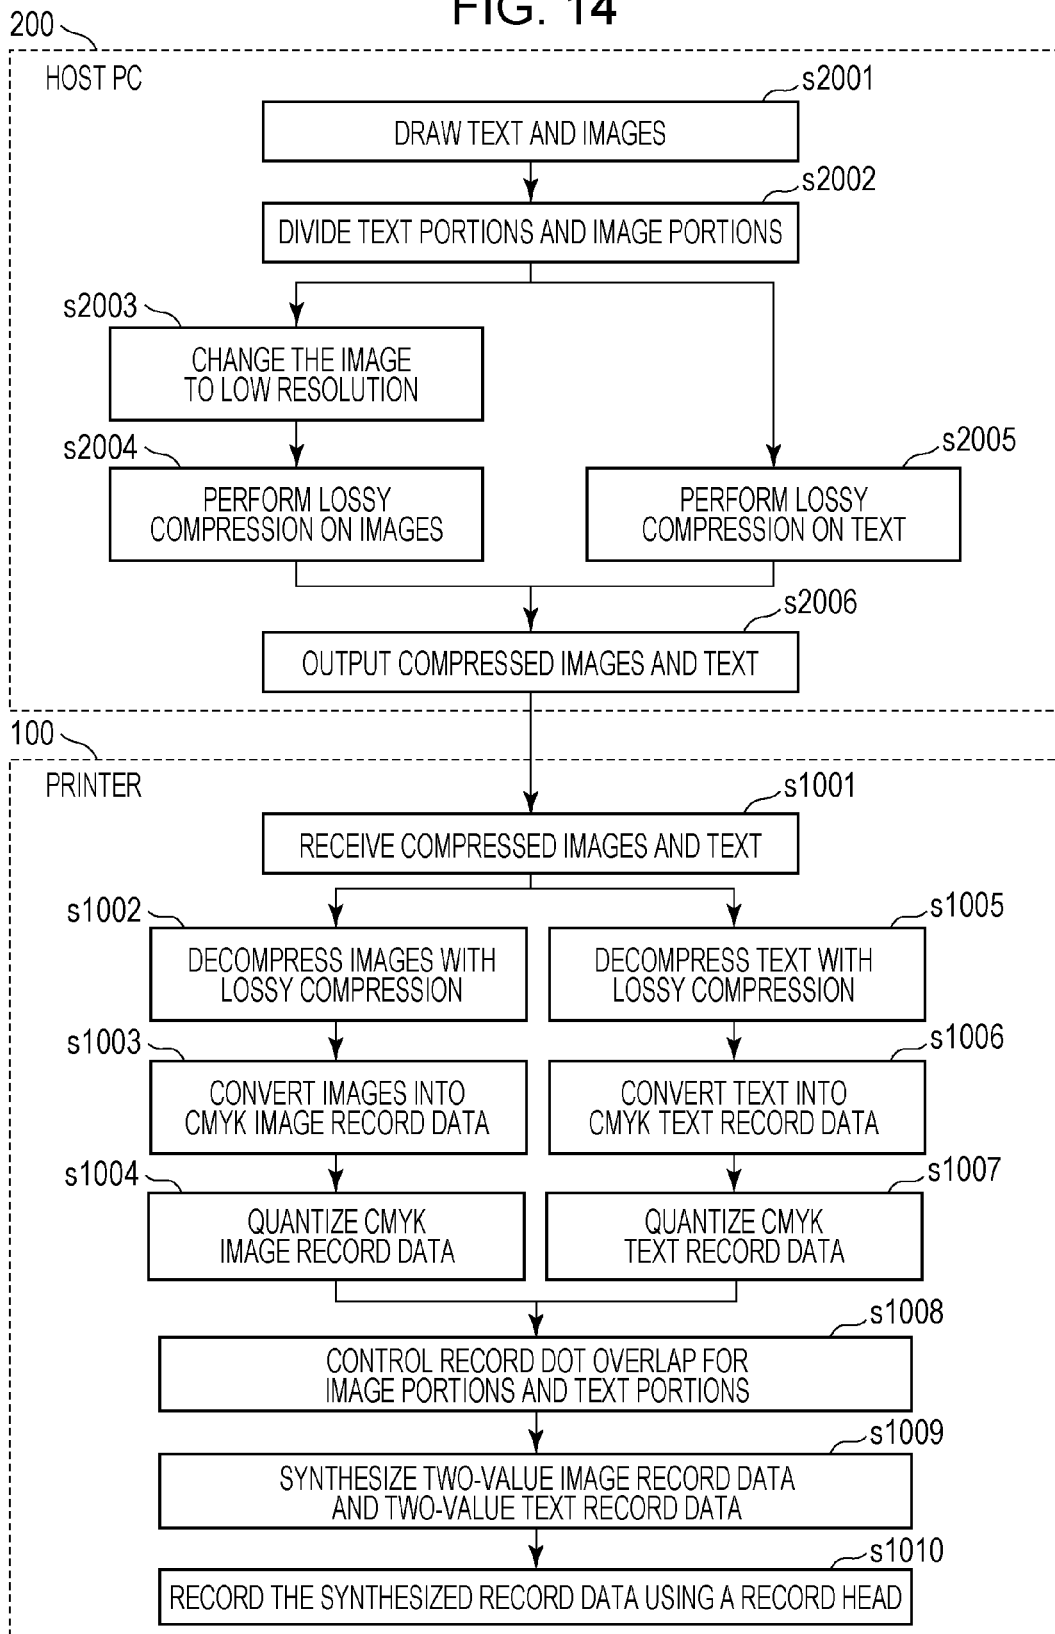 FIG. 14
200
HOST PC
s2001
DRAW TEXT AND IMAGES
s2002
DIVIDE TEXT PORTIONS AND IMAGE PORTIONS
s2003
CHANGE THE IMAGE
TO LOW RESOLUTION
s2004
PERFORM LOSSY
COMPRESSION ON IMAGES
s2005
PERFORM LOSSY
COMPRESSION ON TEXT
s2006
OUTPUT COMPRESSED IMAGES AND TEXT
100
PRINTER
s1001
RECEIVE COMPRESSED IMAGES AND TEXT
s1002
DECOMPRESS IMAGES WITH
LOSSY COMPRESSION
s1005
DECOMPRESS TEXT WITH
LOSSY COMPRESSION
s1003
CONVERT IMAGES INTO
CMYK IMAGE RECORD DATA
s1006
CONVERT TEXT INTO
CMYK TEXT RECORD DATA
s1004
QUANTIZE CMYK
IMAGE RECORD DATA
s1007
QUANTIZE CMYK
TEXT RECORD DATA
s1008
CONTROL RECORD DOT OVERLAP FOR
IMAGE PORTIONS AND TEXT PORTIONS
s1009
SYNTHESIZE TWO-VALUE IMAGE RECORD DATA
AND TWO-VALUE TEXT RECORD DATA
s1010
RECORD THE SYNTHESIZED RECORD DATA USING A RECORD HEAD